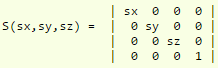 | sx 0 0 0 |
| 0 sy 0 0 |
S(sx,sy,sz) = | 0 0 sz 0 |
| 0 0 0 1 |